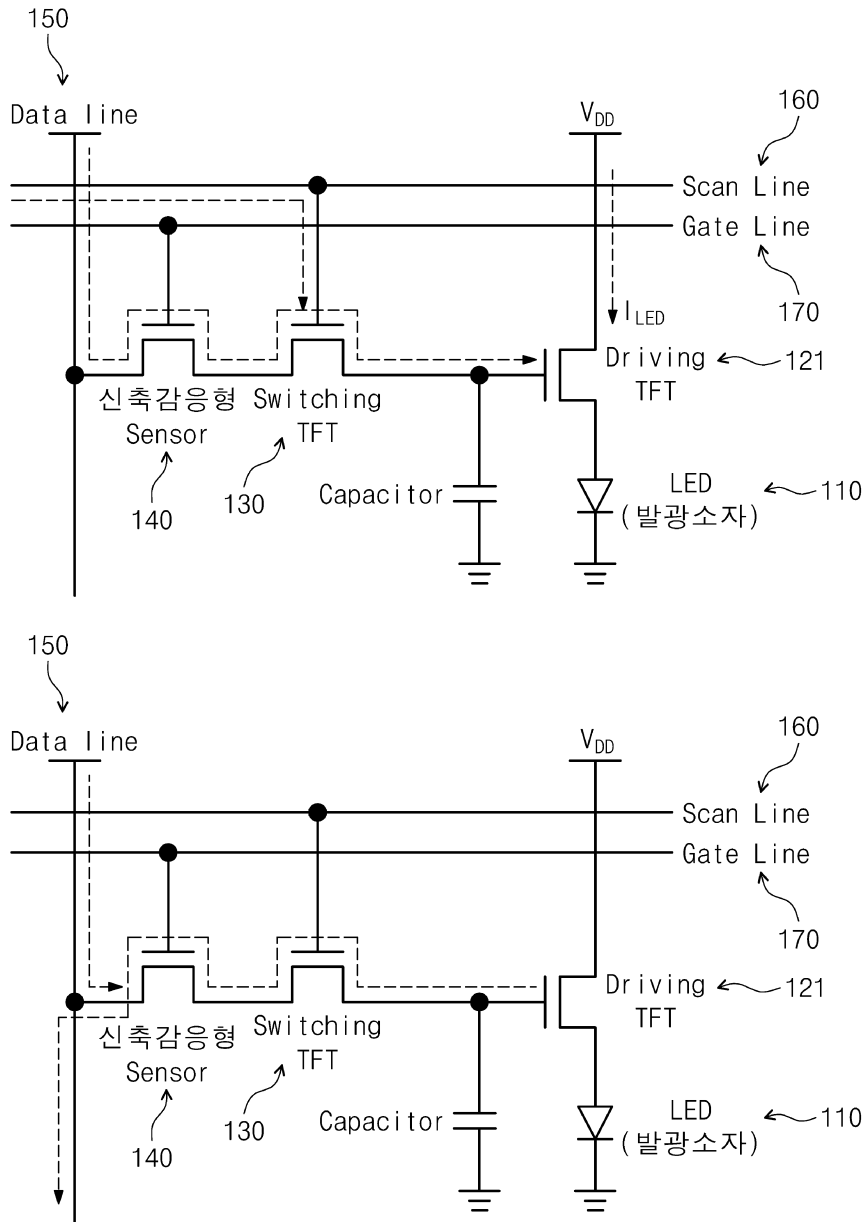 150
Data line
V_DD
160
Scan Line
Gate Line
170
I_LED
Driving
TFT
121
신축감응형
Sensor
140
Switching
TFT
130
Capacitor
LED
(발광소자)
110
150
Data line
V_DD
160
Scan Line
Gate Line
170
Driving
TFT
121
신축감응형
Sensor
140
Switching
TFT
130
Capacitor
LED
(발광소자)
110